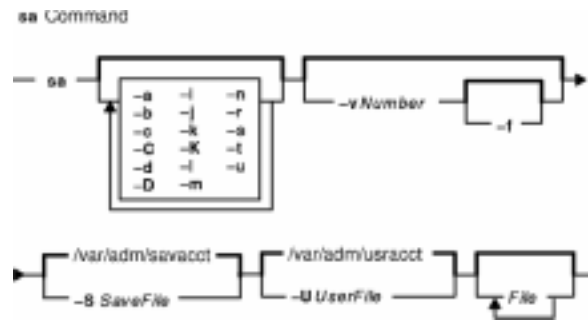 sa Command
sa
–a –i –n
–b –j –r
–c –k –s
–C –K –t
–d –l –u
–D –m
–v Number
–f
/var/adm/savacct
–S SaveFile
/var/adm/usracct
–U UserFile
File